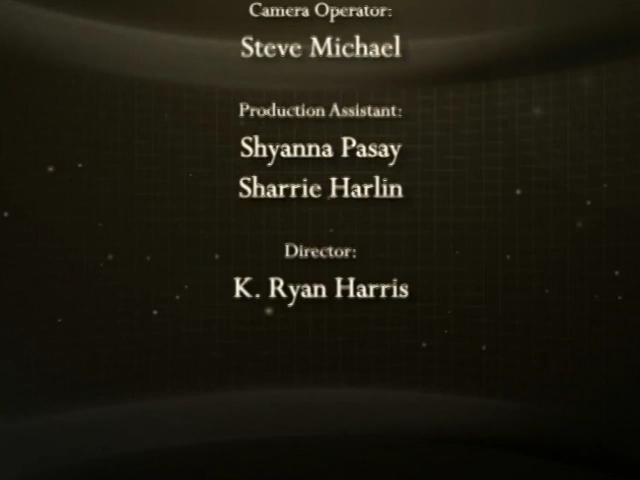 Camera Operator:
Steve Michael
Production Assistant:
Shyanna Pasay
Sharrie Harlin
Director:
K. Ryan Harris